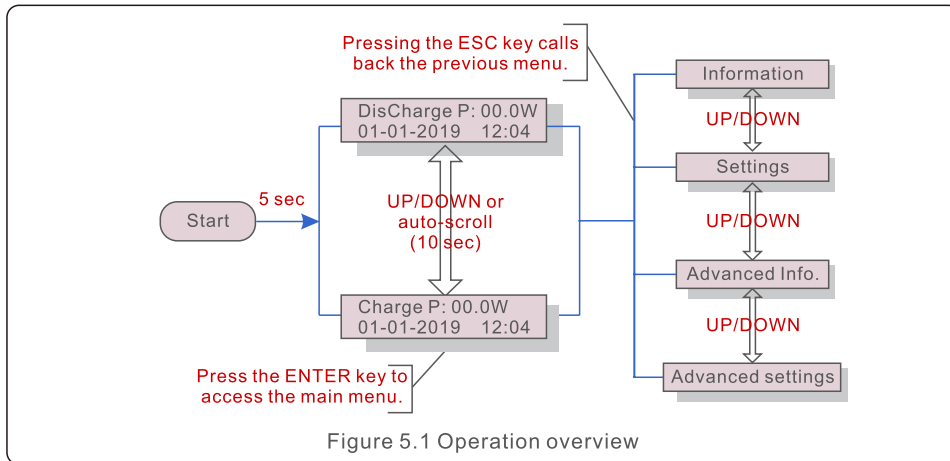 Pressing the ESC key calls
back the previous menu.
Information
DisCharge P: 00.0W
01-01-2019 12:04
UP/DOWN
Settings
5 sec
Start
UP/DOWN or
auto-scroll
(10 sec)
UP/DOWN
Advanced Info.
Charge P: 00.0W
01-01-2019 12:04
UP/DOWN
Press the ENTER key to
access the main menu.
Advanced settings
Figure 5.1 Operation overview